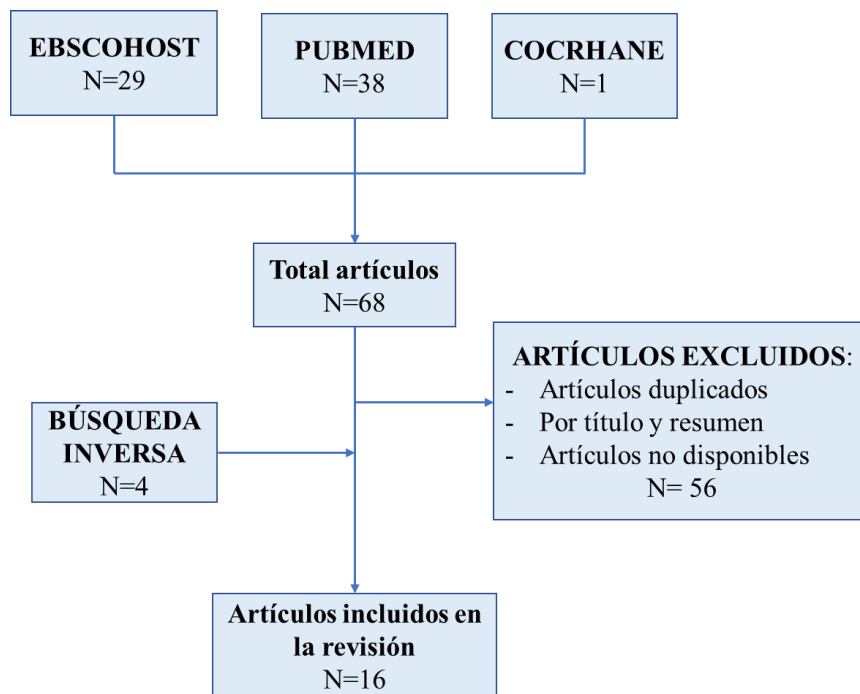 EBSCOHOST
N=29
PUBMED
N=38
COCRHANE
N=1
Total artículos
N=68
ARTÍCULOS EXCLUIDOS:
- Artículos duplicados
- Por título y resumen
- Artículos no disponibles
N= 56
BÚSQUEDA
INVERSA
N=4
Artículos incluidos en
la revisión
N=16